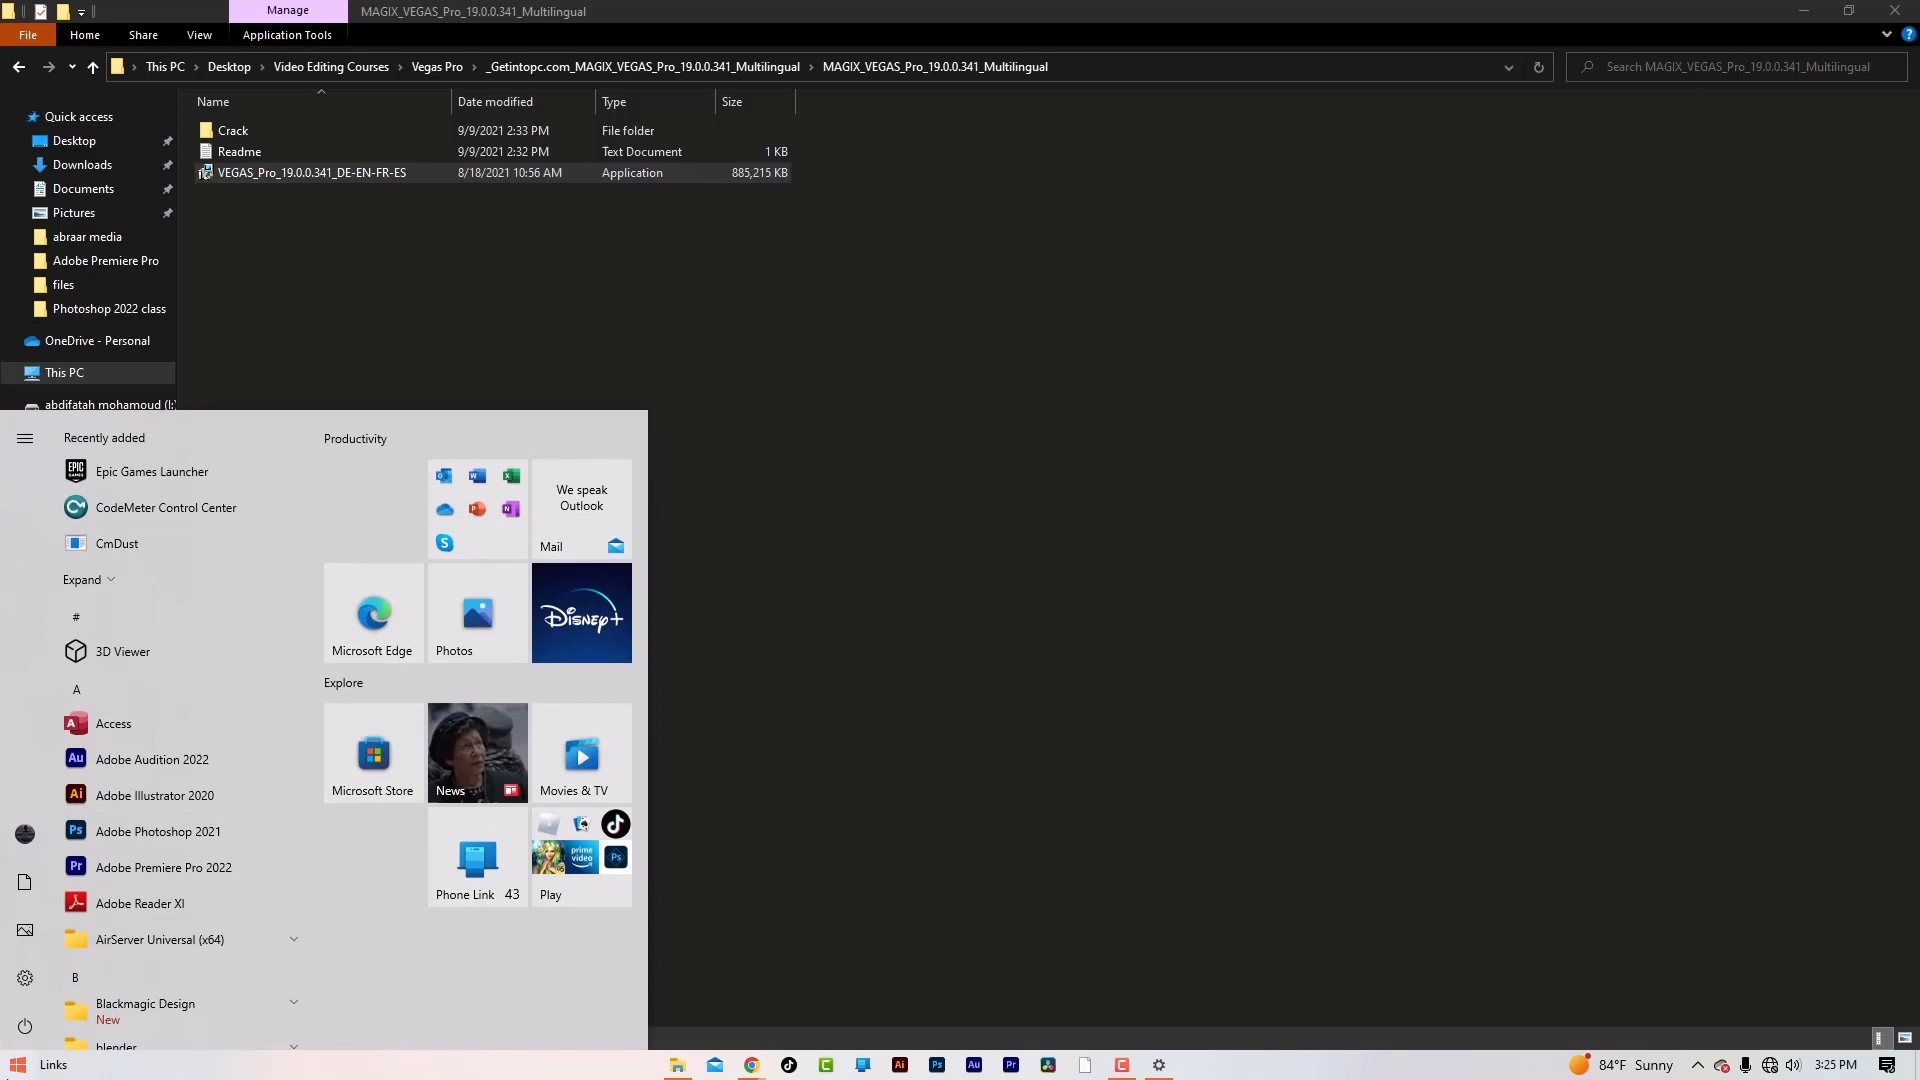 Manage
MAGIX_VEGAS_Pro_19.0.0.341_Multilingual
File
Home
Share
View
Application Tools
This PC
Desktop
Video Editing Courses
Vegas Pro
_Getintopc.com_MAGIX_VEGAS_Pro_19.0.0.341_Multilingual
MAGIX_VEGAS_Pro_19.0.0.341_Multilingual
Search MAGIX_VEGAS_Pro_19.0.0.341_Multilingual
Name
Date modified
Type
Size
Crack
9/9/2021 2:33 PM
File folder
Readme
9/9/2021 2:32 PM
Text Document
1 KB
VEGAS_Pro_19.0.0.341_DE-EN-FR-ES
8/18/2021 10:56 AM
Application
885,215 KB
Quick access
Desktop
Downloads
Documents
Pictures
abraar media
Adobe Premiere Pro
files
Photoshop 2022 class
OneDrive - Personal
This PC
abdifatah mohamoud (I:)
Recently added
Epic Games Launcher
CodeMeter Control Center
CmDust
Expand
#
3D Viewer
A
Access
Adobe Audition 2022
Adobe Illustrator 2020
Adobe Photoshop 2021
Adobe Premiere Pro 2022
Adobe Reader XI
AirServer Universal (x64)
B
Blackmagic Design
New
blender
Productivity
We speak
Outlook
Mail
Microsoft Edge
Photos
Disney+
Explore
Microsoft Store
News
Movies & TV
Phone Link 43
prime video
Play
Links
84°F Sunny
3:25 PM